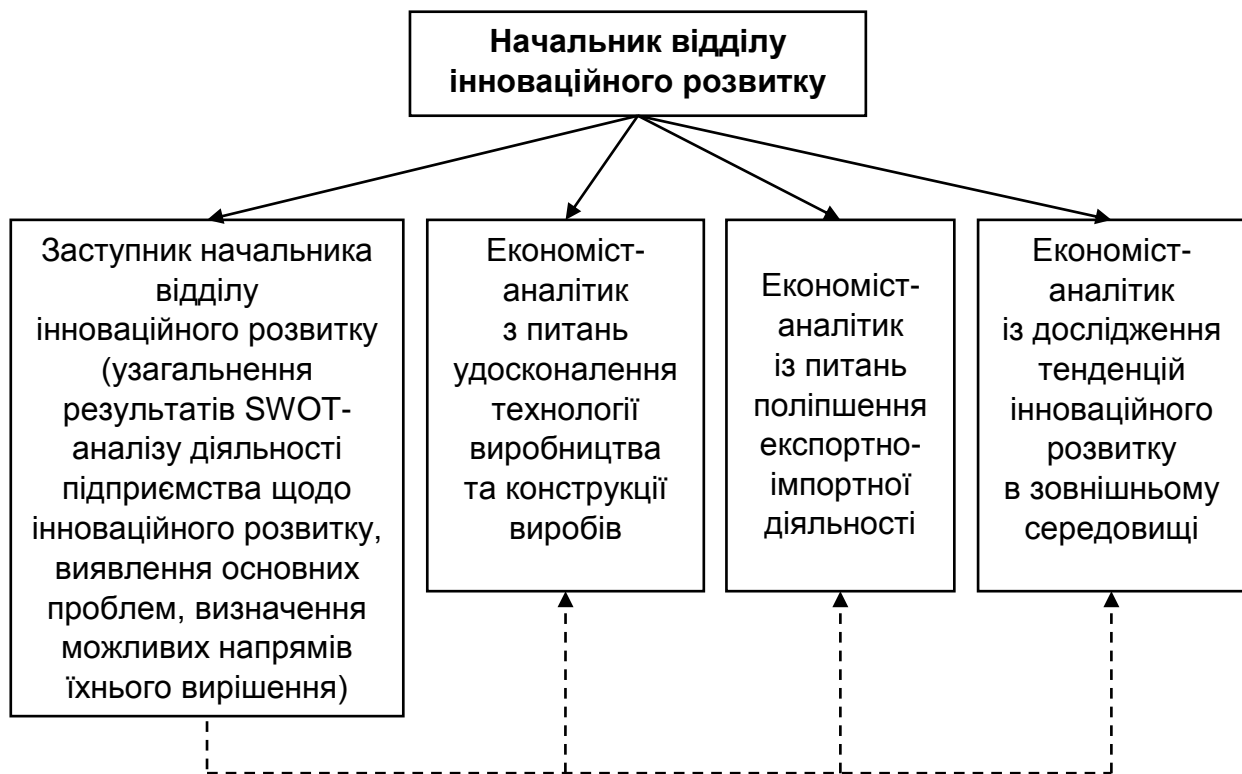 Начальник відділу
інноваційного розвитку
Заступник начальника
відділу
інноваційного розвитку
(узагальнення
результатів SWOT-
аналізу діяльності
підприємства щодо
інноваційного розвитку,
виявлення основних
проблем, визначення
можливих напрямів
їхнього вирішення)
Економіст-
аналітик
з питань
удосконалення
технології
виробництва
та конструкції
виробів
Економіст-
аналітик
із питань
поліпшення
експортно-
імпортної
діяльності
Економіст-
аналітик
із дослідження
тенденцій
інноваційного
розвитку
в зовнішньому
середовищі